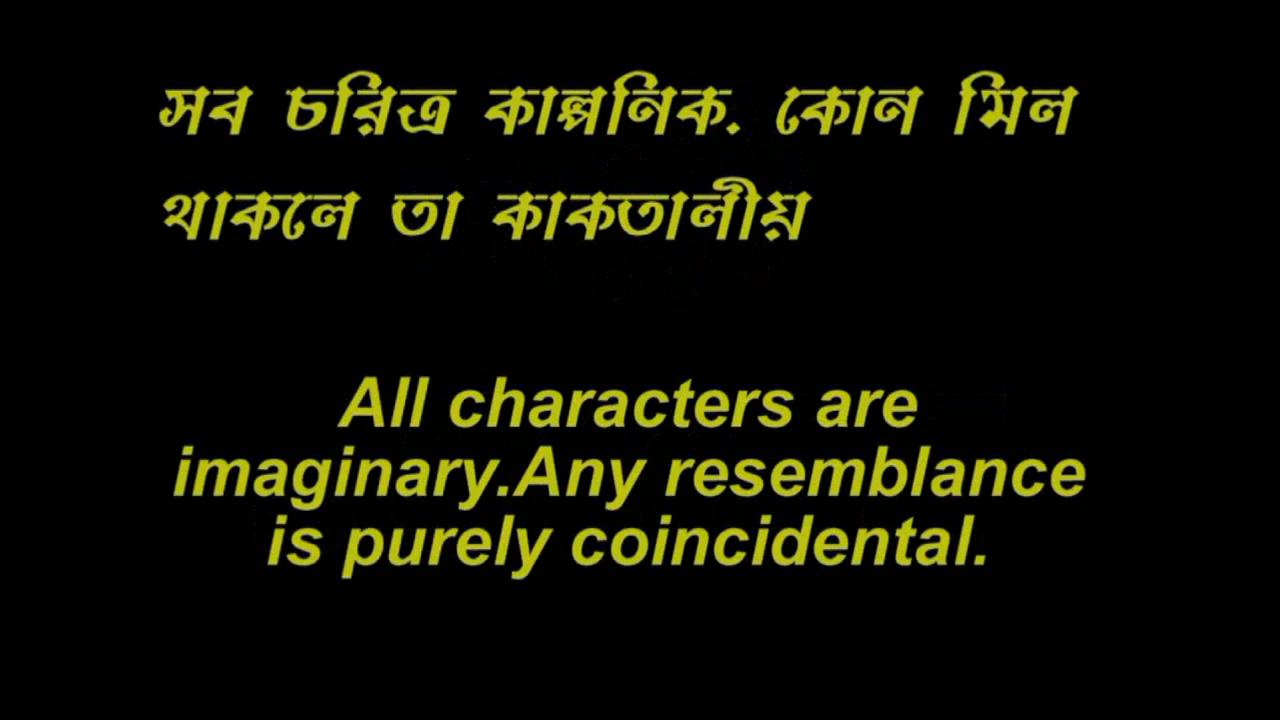 সব চরিত্র কাল্পনিক. কোন মিল
থাকলে তা কাকতালীয়
All characters are
imaginary.Any resemblance
is purely coincidental.